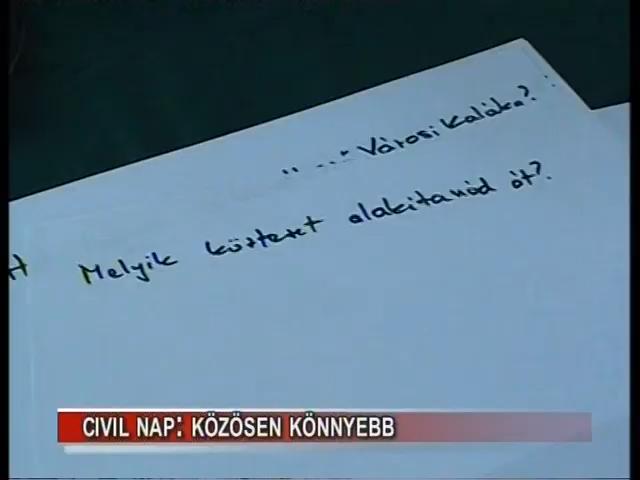 " ... " Városi Kaláka?
Melyik közteret alakítanád át?
CIVIL NAP: KÖZÖSEN KÖNNYEBB